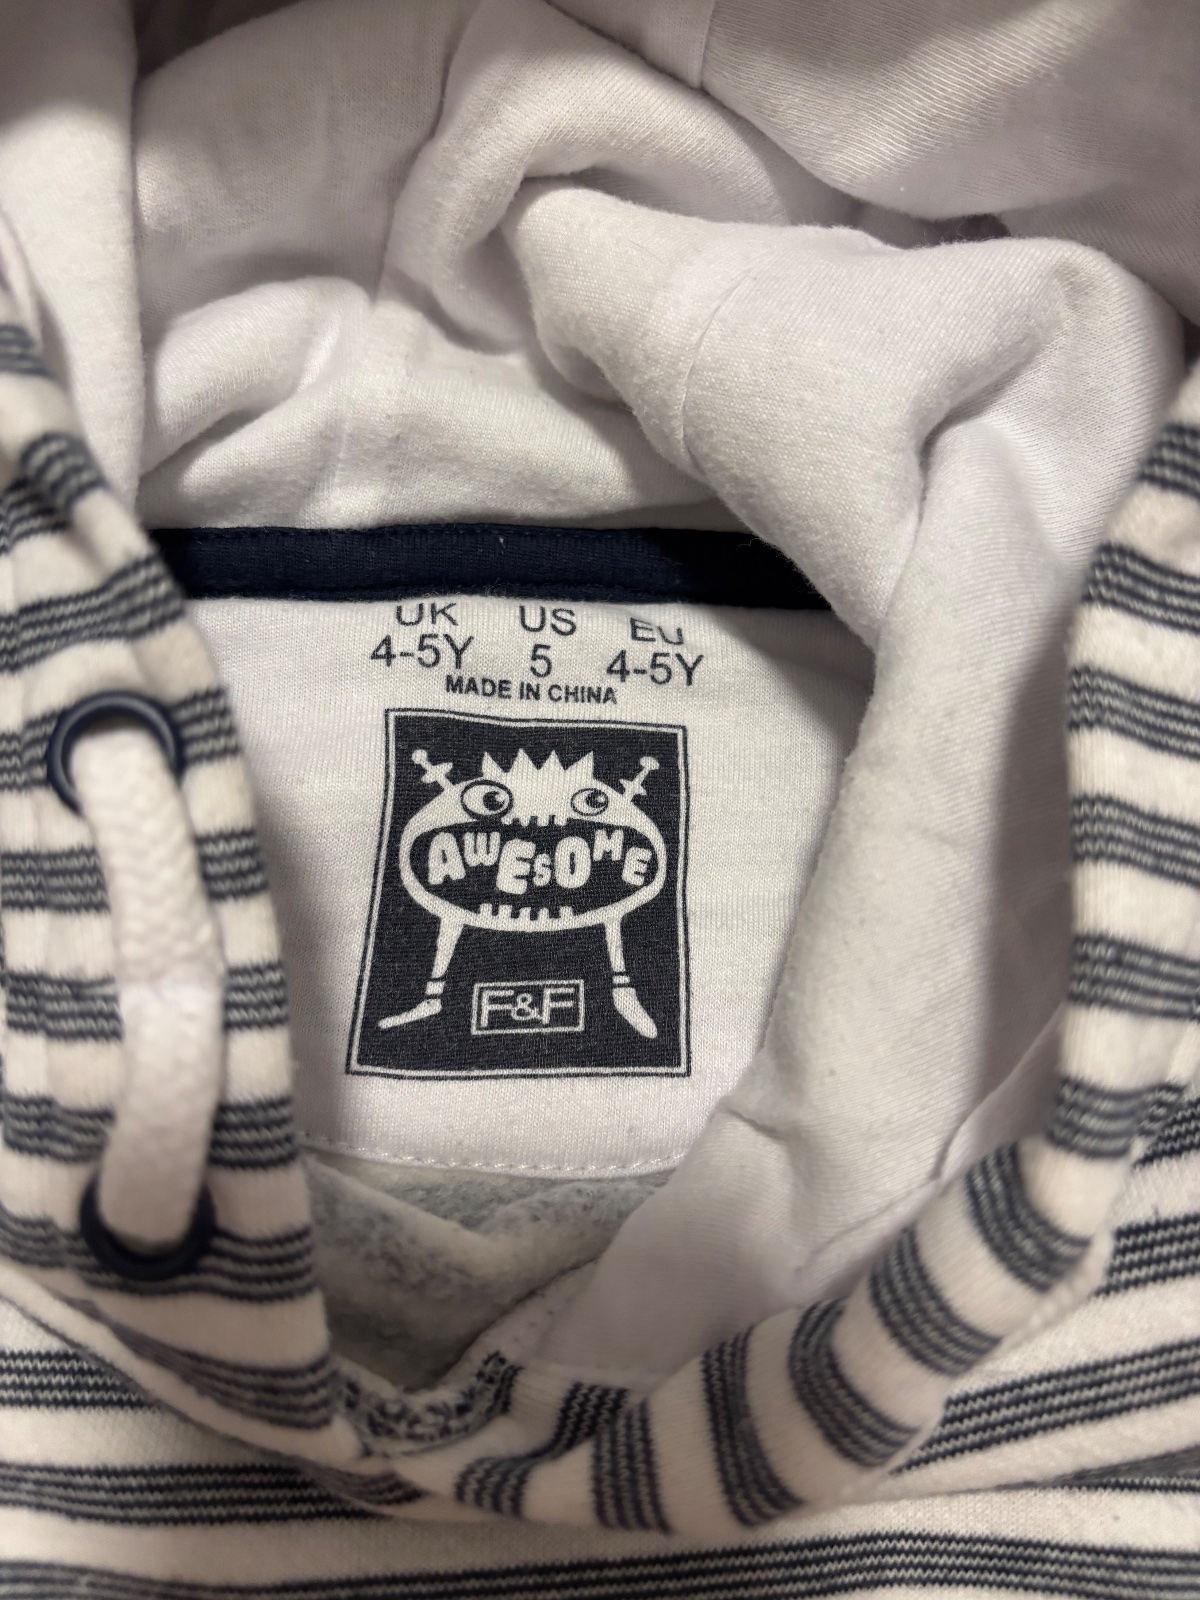 UK US EU
4-5Y 5 4-5Y
MADE IN CHINA
AWESOME
F&F